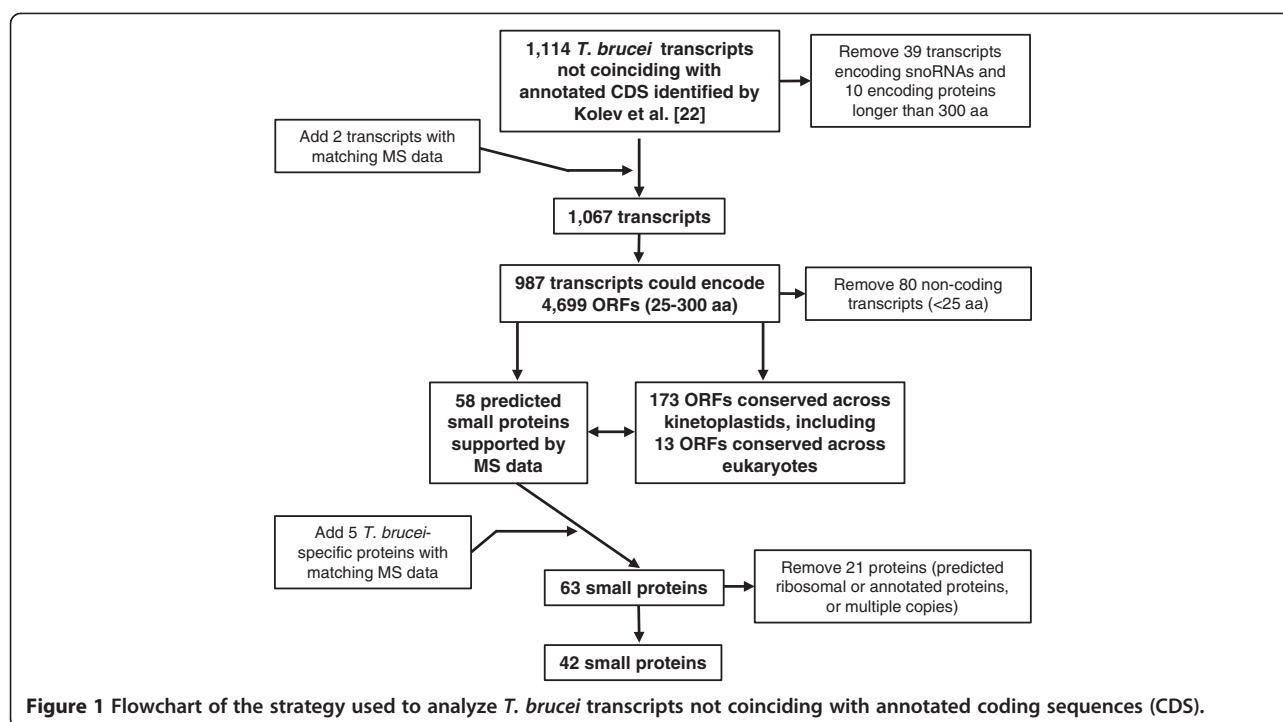 1,114 T. brucei transcripts
not coinciding with
annotated CDS identified by
Kolev et al. [22]
Remove 39 transcripts
encoding snoRNAs and
10 encoding proteins
longer than 300 aa
Add 2 transcripts with
matching MS data
1,067 transcripts
987 transcripts could encode
4,699 ORFs (25-300 aa)
Remove 80 non-coding
transcripts (<25 aa)
58 predicted
small proteins
supported by
MS data
173 ORFs conserved across
kinetoplastids, including
13 ORFs conserved across
eukaryotes
Add 5 T. brucei-
specific proteins with
matching MS data
63 small proteins
Remove 21 proteins (predicted
ribosomal or annotated proteins,
or multiple copies)
42 small proteins
Figure 1 Flowchart of the strategy used to analyze T. brucei transcripts not coinciding with annotated coding sequences (CDS).